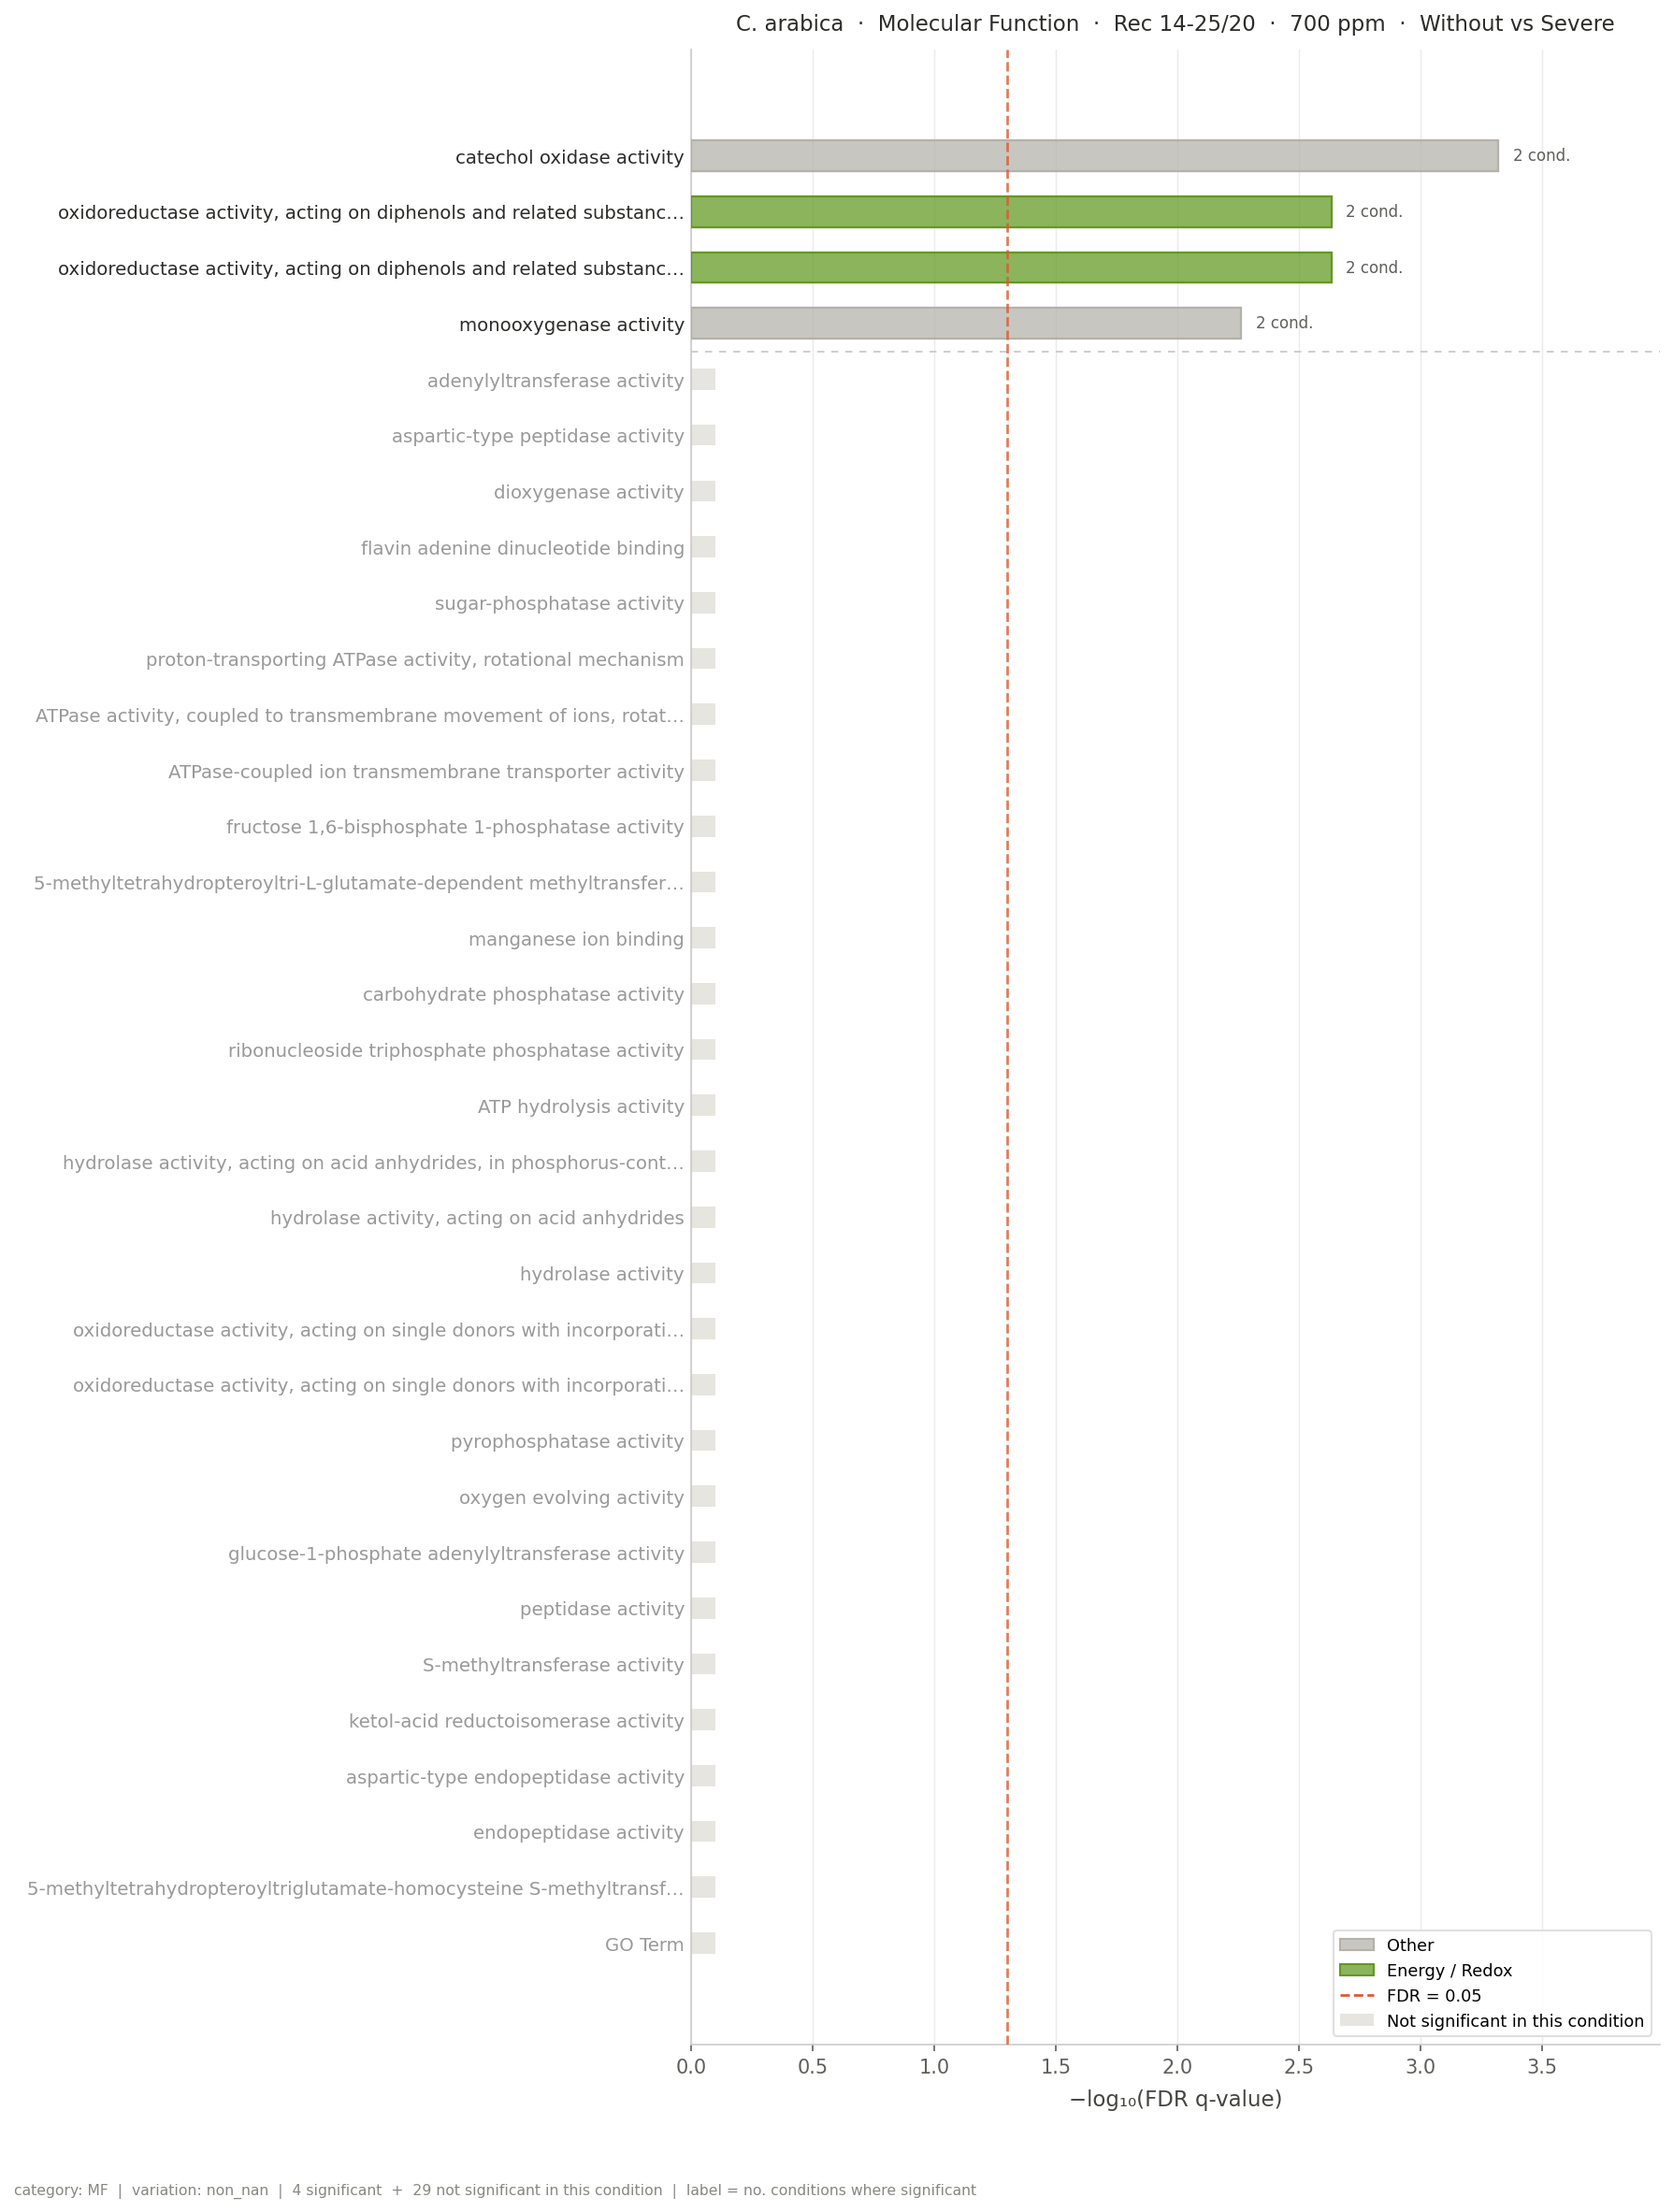 C. arabica · Molecular Function · Rec 14-25/20 · 700 ppm · Without vs Severe
catechol oxidase activity 2 cond.
oxidoreductase activity, acting on diphenols and related substanc… 2 cond.
oxidoreductase activity, acting on diphenols and related substanc… 2 cond.
monooxygenase activity 2 cond.
adenylyltransferase activity
aspartic-type peptidase activity
dioxygenase activity
flavin adenine dinucleotide binding
sugar-phosphatase activity
proton-transporting ATPase activity, rotational mechanism
ATPase activity, coupled to transmembrane movement of ions, rotat…
ATPase-coupled ion transmembrane transporter activity
fructose 1,6-bisphosphate 1-phosphatase activity
5-methyltetrahydropteroyltri-L-glutamate-dependent methyltransfer…
manganese ion binding
carbohydrate phosphatase activity
ribonucleoside triphosphate phosphatase activity
ATP hydrolysis activity
hydrolase activity, acting on acid anhydrides, in phosphorus-cont…
hydrolase activity, acting on acid anhydrides
hydrolase activity
oxidoreductase activity, acting on single donors with incorporati…
oxidoreductase activity, acting on single donors with incorporati…
pyrophosphatase activity
oxygen evolving activity
glucose-1-phosphate adenylyltransferase activity
peptidase activity
S-methyltransferase activity
ketol-acid reductoisomerase activity
aspartic-type endopeptidase activity
endopeptidase activity
5-methyltetrahydropteroyltriglutamate-homocysteine S-methyltransf…
GO Term
Other
Energy / Redox
FDR = 0.05
Not significant in this condition
0.0 0.5 1.0 1.5 2.0 2.5 3.0 3.5
−log₁₀(FDR q-value)
category: MF | variation: non_nan | 4 significant + 29 not significant in this condition | label = no. conditions where significant